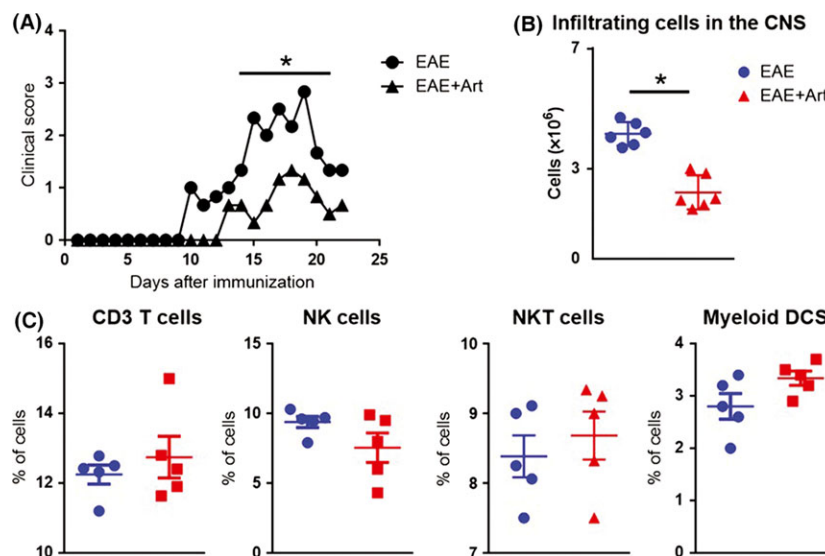 (A)
4
3
2
1
0
Clinical score
*
EAE
EAE+Art
0 5 10 15 20 25
Days after immunization
(B) Infiltrating cells in the CNS
7
3
0
Cells (×10⁶)
*
EAE
EAE+Art
(C)
CD3 T cells
16
14
12
10
% of cells
NK cells
15
10
5
0
% of cells
NKT cells
10
9
8
7
% of cells
Myeloid DCS
4
3
2
1
0
% of cells